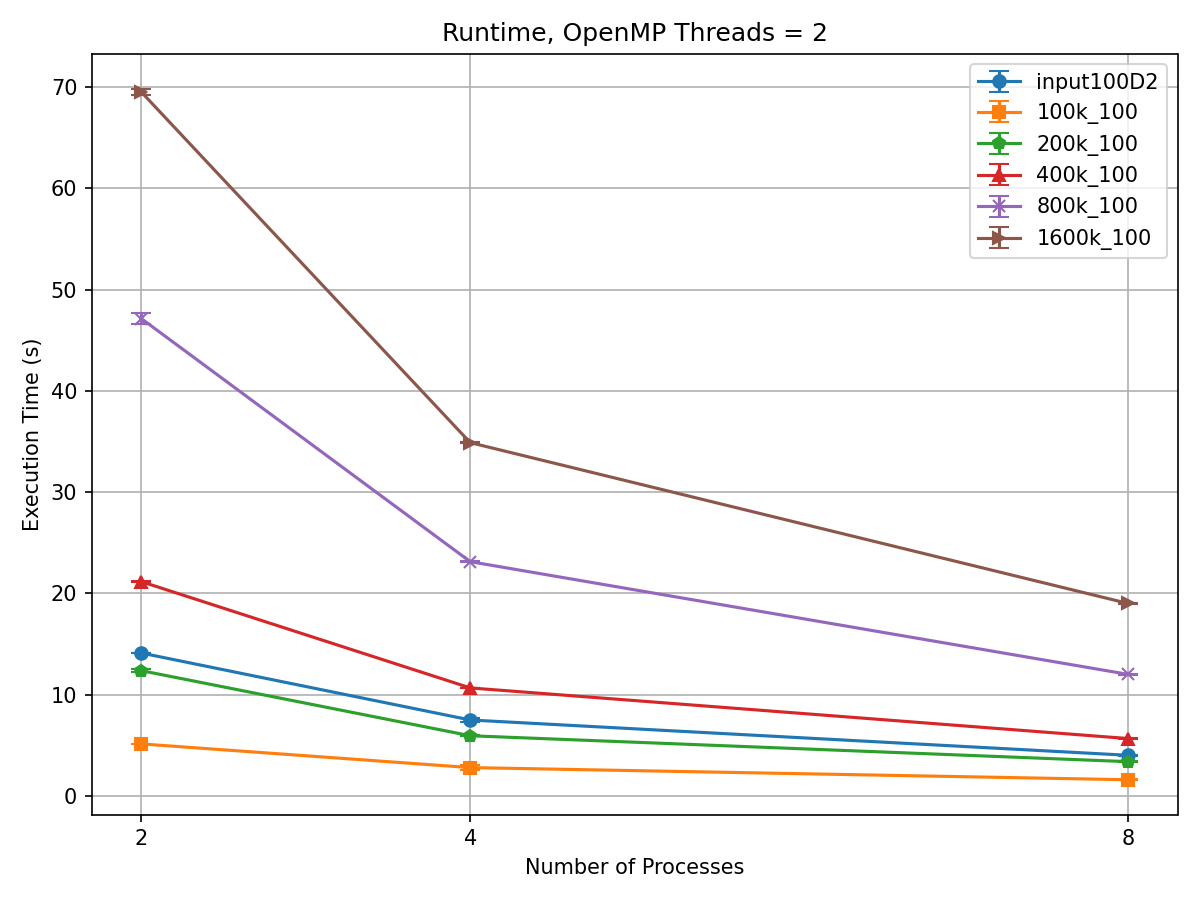 Runtime, OpenMP Threads = 2
70
60
50
40
30
20
10
0
Execution Time (s)
2
4
8
Number of Processes
input100D2
100k_100
200k_100
400k_100
800k_100
1600k_100